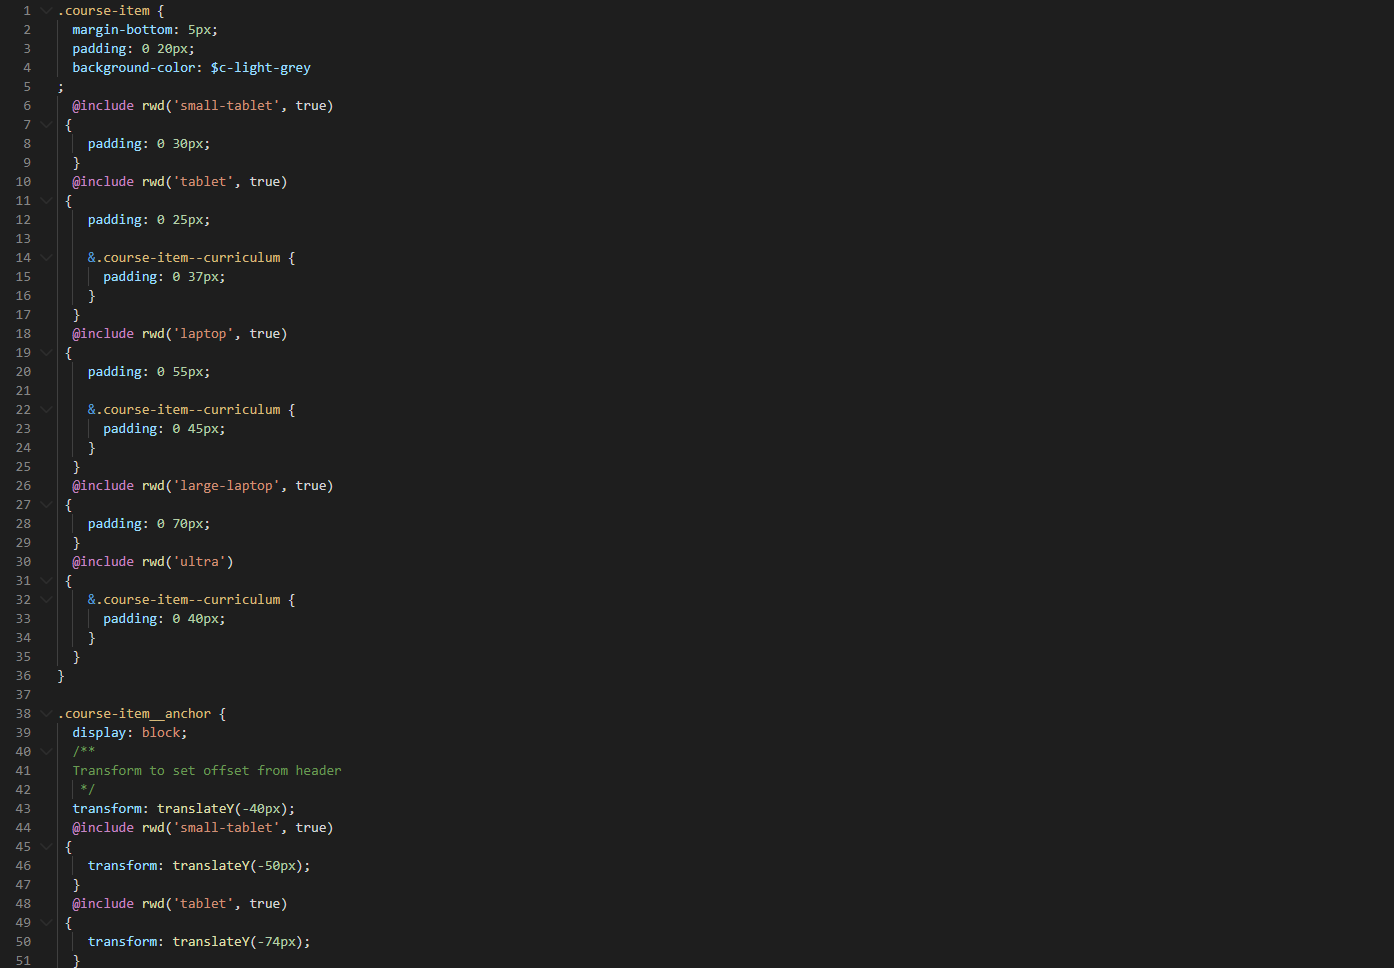 1 .course-item {
2 margin-bottom: 5px;
3 padding: 0 20px;
4 background-color: $c-light-grey
5 ;
6 @include rwd('small-tablet', true)
7 {
8 padding: 0 30px;
9 }
10 @include rwd('tablet', true)
11 {
12 padding: 0 25px;
13
14 &.course-item--curriculum {
15 padding: 0 37px;
16 }
17 }
18 @include rwd('laptop', true)
19 {
20 padding: 0 55px;
21
22 &.course-item--curriculum {
23 padding: 0 45px;
24 }
25 }
26 @include rwd('large-laptop', true)
27 {
28 padding: 0 70px;
29 }
30 @include rwd('ultra')
31 {
32 &.course-item--curriculum {
33 padding: 0 40px;
34 }
35 }
36 }
37
38 .course-item__anchor {
39 display: block;
40 /**
41 Transform to set offset from header
42 */
43 transform: translateY(-40px);
44 @include rwd('small-tablet', true)
45 {
46 transform: translateY(-50px);
47 }
48 @include rwd('tablet', true)
49 {
50 transform: translateY(-74px);
51 }